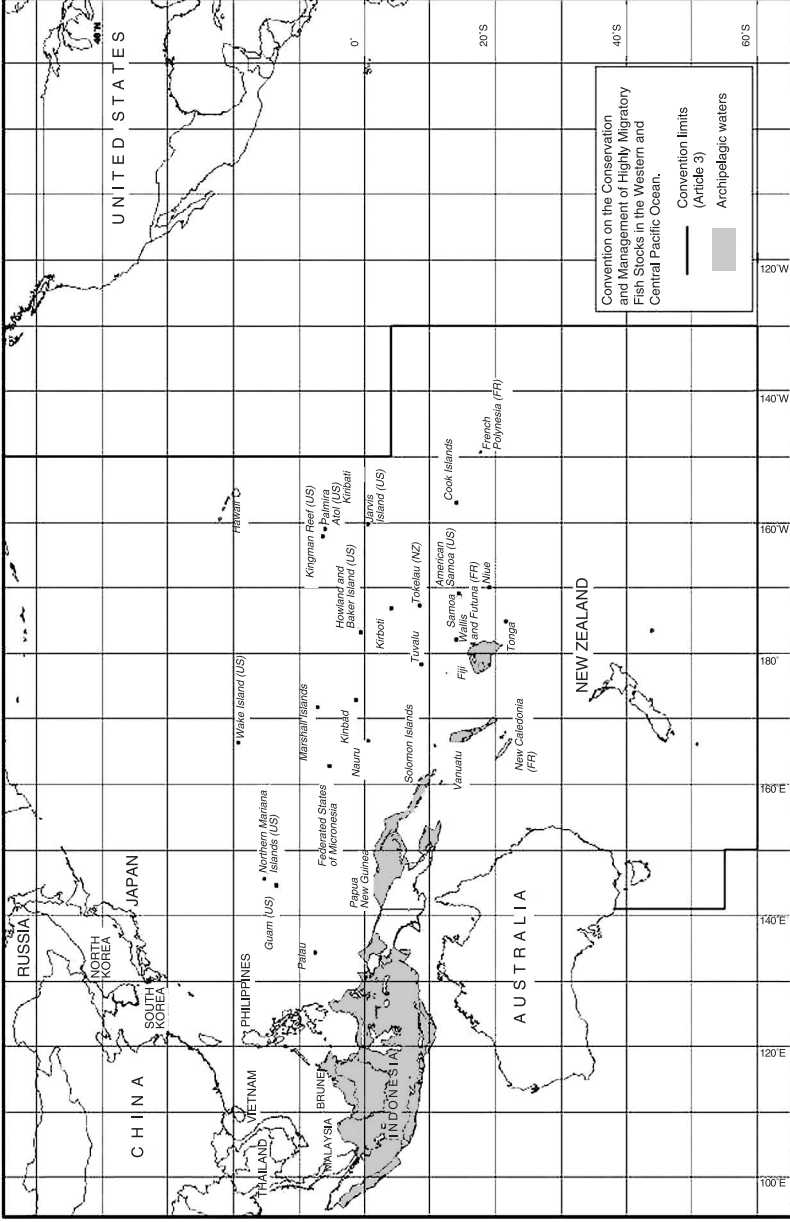 40°N
UNITED STATES
RUSSIA
CHINA
NORTH
KOREA
SOUTH
KOREA
JAPAN
Hawaii
Wake Island (US)
Northern Mariana
Islands (US)
Guam (US)
PHILIPPINES
VIETNAM
THAILAND
Kingman Reef (US)
Palmira
Atol (US)
Kiribati
Marshall Islands
Federated States
of Micronesia
Palau
BRUNEI
MALAYSIA
0°
Jarvis
Island (US)
Howland and
Baker Island (US)
Kinbad
Nauru
Kirboti
Papua
New Guinea
INDONESIA
Tokelau (NZ)
Tuvalu
Solomon Islands
Cook Islands
American
Samoa (US)
Samoa
Wallis
and Futuna (FR)
Fiji
Vanuatu
20°S
French
Polynesia (FR)
Niue
Tonga
New Caledonia
(FR)
AUSTRALIA
NEW ZEALAND
40°S
60°S
Convention on the Conservation
and Management of Highly Migratory
Fish Stocks in the Western and
Central Pacific Ocean.
Convention limits
(Article 3)
Archipelagic waters
100°E
120°E
140°E
160°E
180°
160°W
140°W
120°W